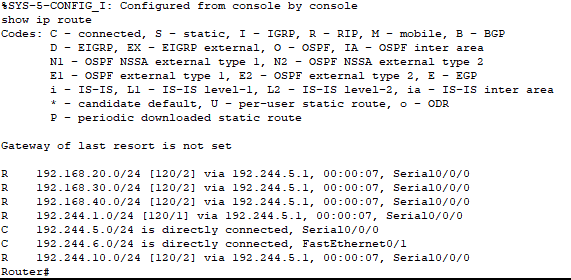 %SYS-5-CONFIG_I: Configured from console by console
show ip route
Codes: C - connected, S - static, I - IGRP, R - RIP, M - mobile, B - BGP
D - EIGRP, EX - EIGRP external, O - OSPF, IA - OSPF inter area
N1 - OSPF NSSA external type 1, N2 - OSPF NSSA external type 2
E1 - OSPF external type 1, E2 - OSPF external type 2, E - EGP
i - IS-IS, L1 - IS-IS level-1, L2 - IS-IS level-2, ia - IS-IS inter area
* - candidate default, U - per-user static route, o - ODR
P - periodic downloaded static route
Gateway of last resort is not set
R 192.168.20.0/24 [120/2] via 192.244.5.1, 00:00:07, Serial0/0/0
R 192.168.30.0/24 [120/2] via 192.244.5.1, 00:00:07, Serial0/0/0
R 192.168.40.0/24 [120/2] via 192.244.5.1, 00:00:07, Serial0/0/0
R 192.244.1.0/24 [120/1] via 192.244.5.1, 00:00:07, Serial0/0/0
C 192.244.5.0/24 is directly connected, Serial0/0/0
C 192.244.6.0/24 is directly connected, FastEthernet0/1
R 192.244.10.0/24 [120/2] via 192.244.5.1, 00:00:07, Serial0/0/0
Router#